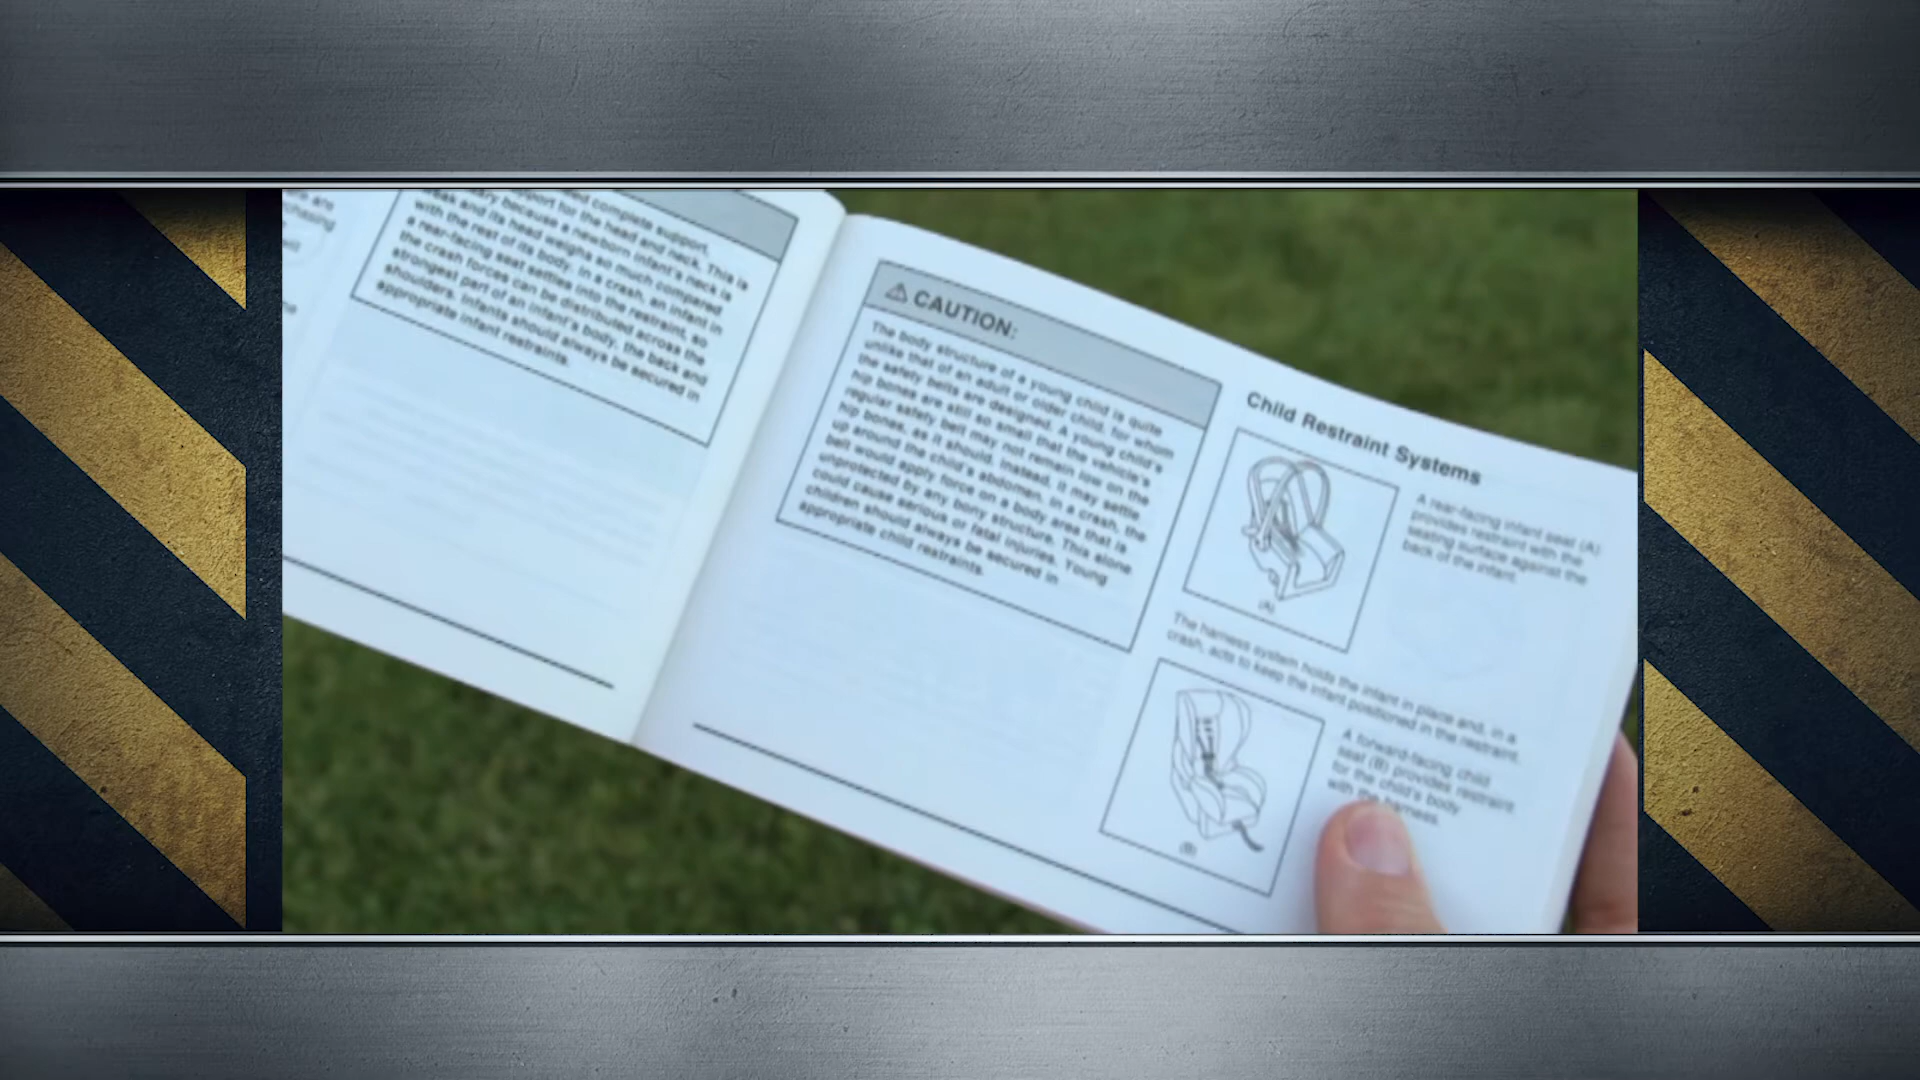 complete support,
support for the head and neck. This is
because a newborn infant's neck is
weak and its head weighs so much compared
with the rest of its body. In a crash, an infant in
a rear-facing seat settles into the restraint, so
the crash forces can be distributed across the
strongest part of an infant's body, the back and
shoulders. Infants should always be secured in
appropriate infant restraints.
⚠ CAUTION:
The body structure of a young child is quite
unlike that of an adult or older child, for whom
the safety belts are designed. A young child's
hip bones are still so small that the vehicle's
regular safety belt may not remain low on the
hip bones, as it should. Instead, it may settle
up around the child's abdomen. In a crash, the
belt would apply force on a body area that is
unprotected by any bony structure. This alone
could cause serious or fatal injuries. Young
children should always be secured in
appropriate child restraints.
Child Restraint Systems
(A)
A rear-facing infant seat (A)
provides restraint with the
seating surface against the
back of the infant.
The harness system holds the infant in place and, in a
crash, acts to keep the infant positioned in the restraint.
(B)
A forward-facing child
seat (B) provides restraint
for the child's body
with the harness.